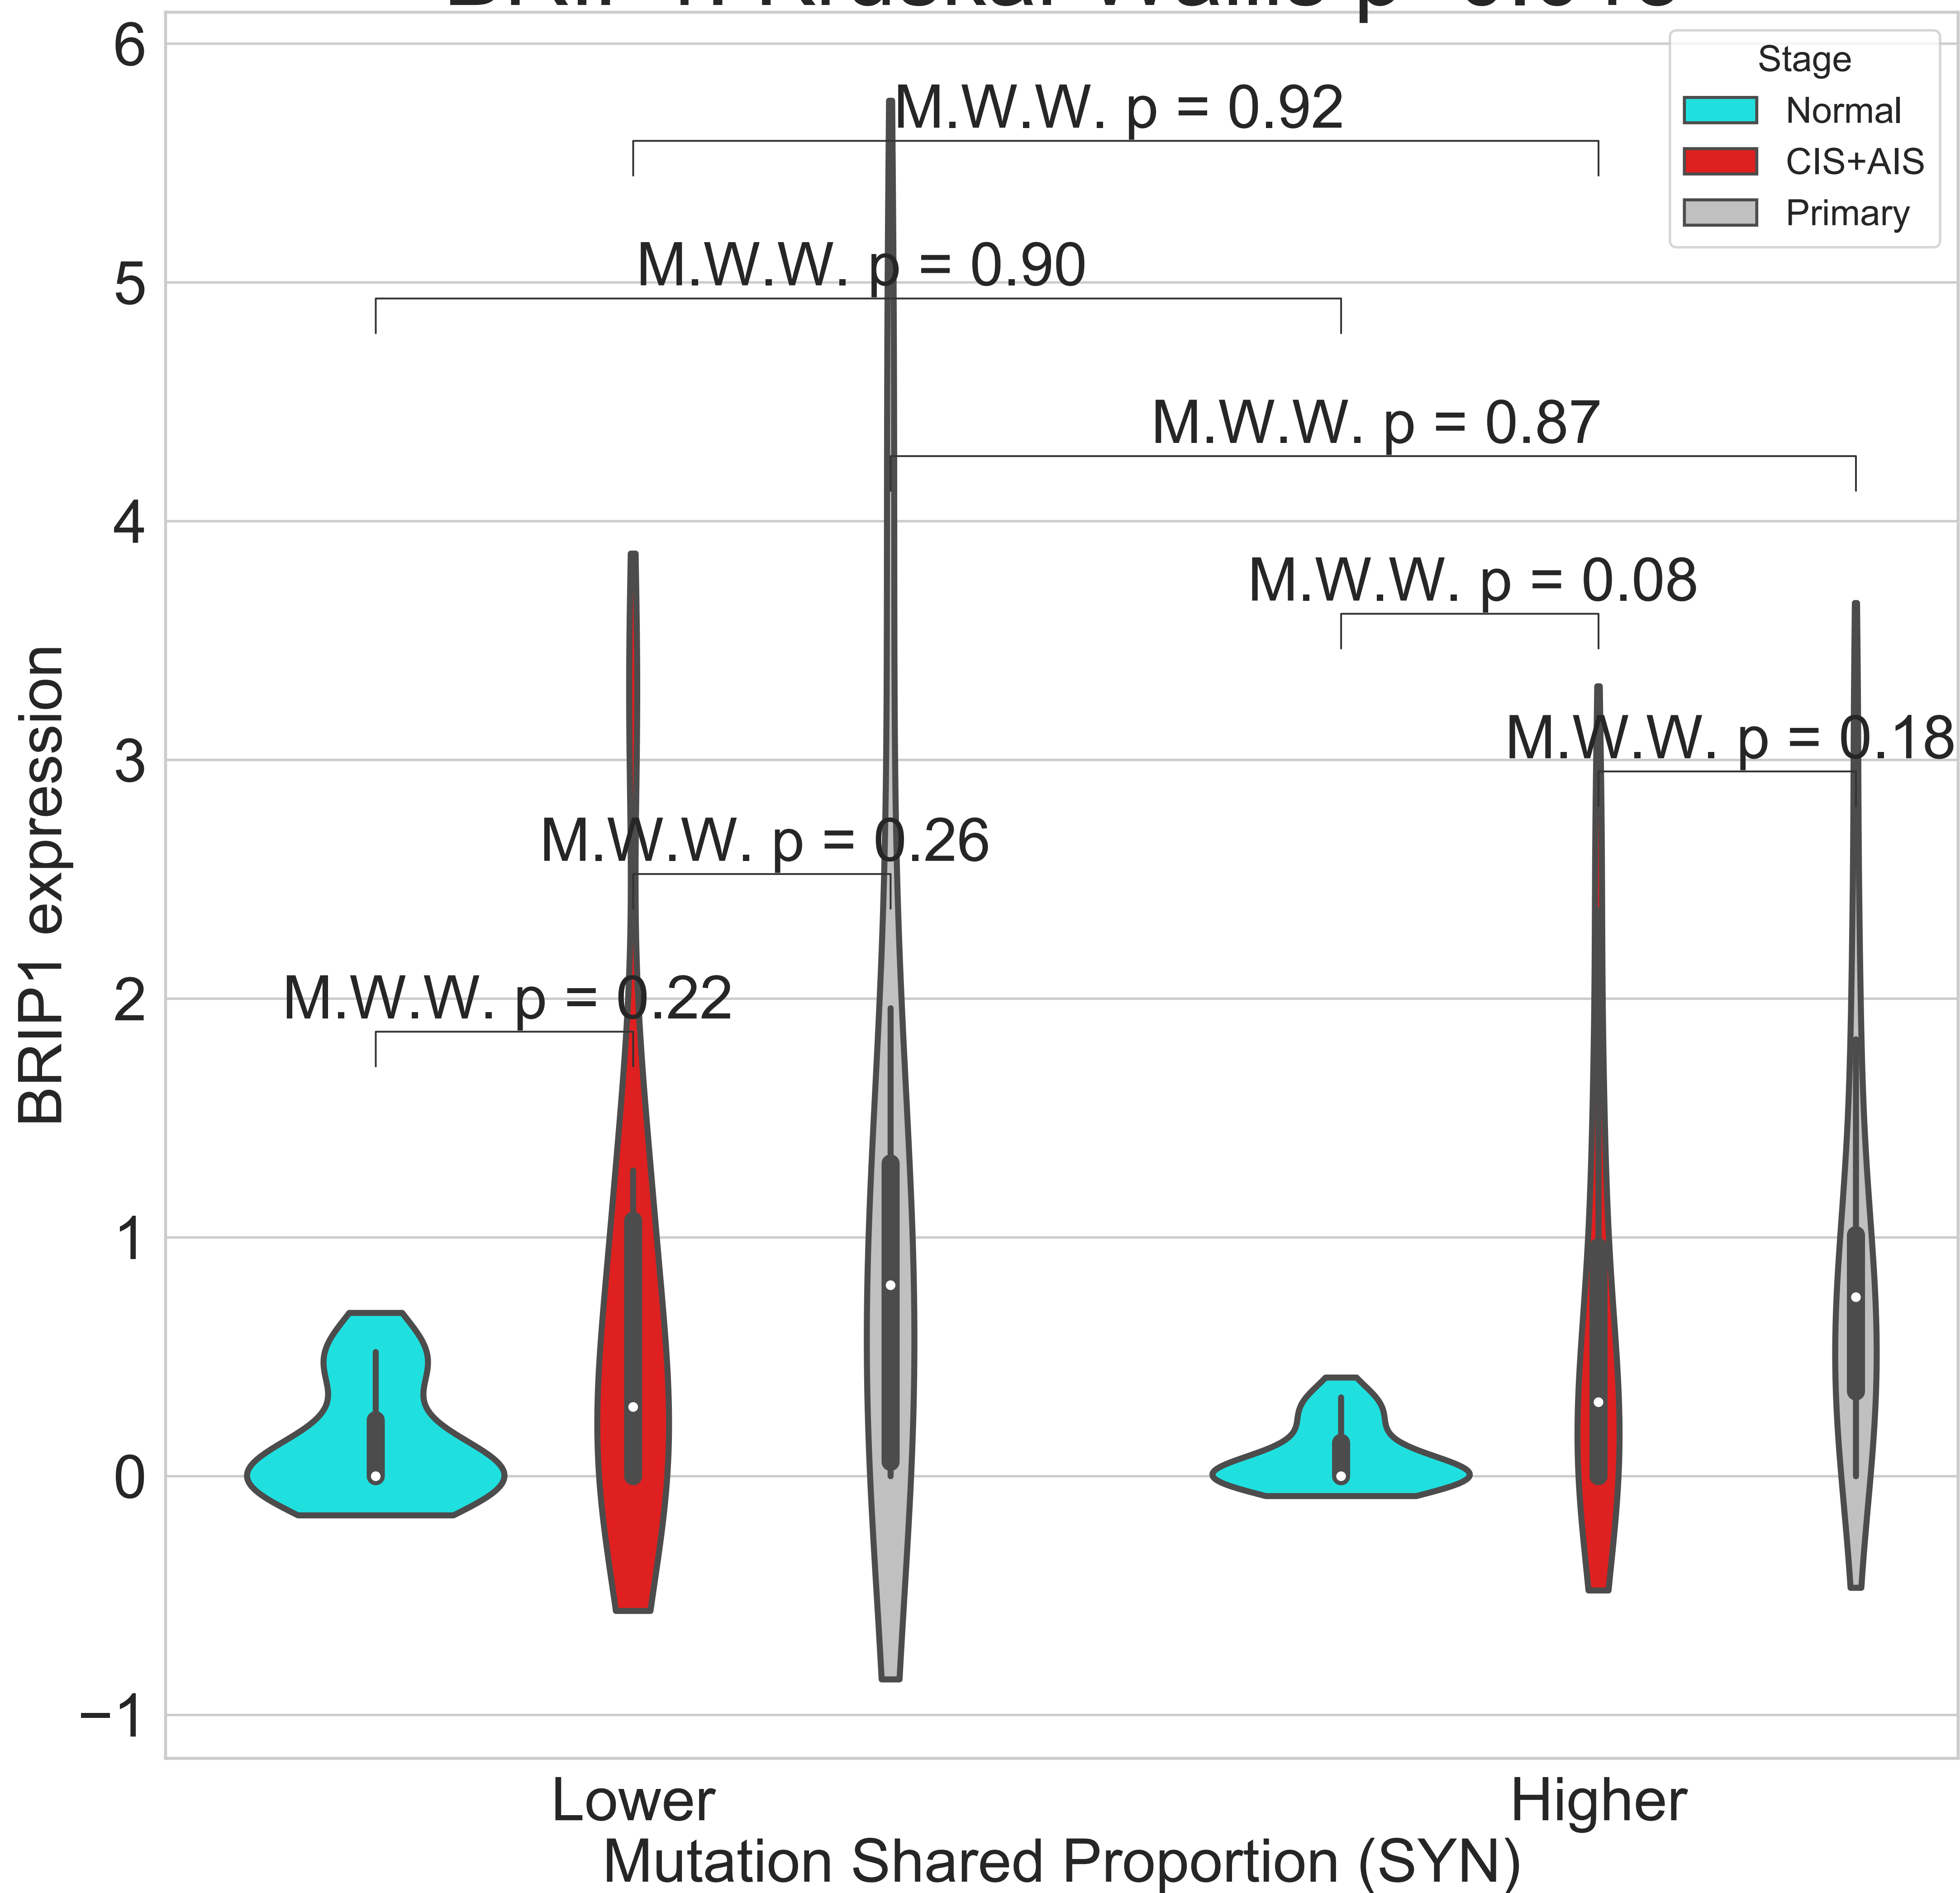 6
Stage
Normal
CIS+AIS
Primary
M.W.W. p = 0.92
M.W.W. p = 0.90
5
M.W.W. p = 0.87
4
M.W.W. p = 0.08
M.W.W. p = 0.18
3
M.W.W. p = 0.26
M.W.W. p = 0.22
2
1
0
−1
BRIP1 expression
Lower
Higher
Mutation Shared Proportion (SYN)